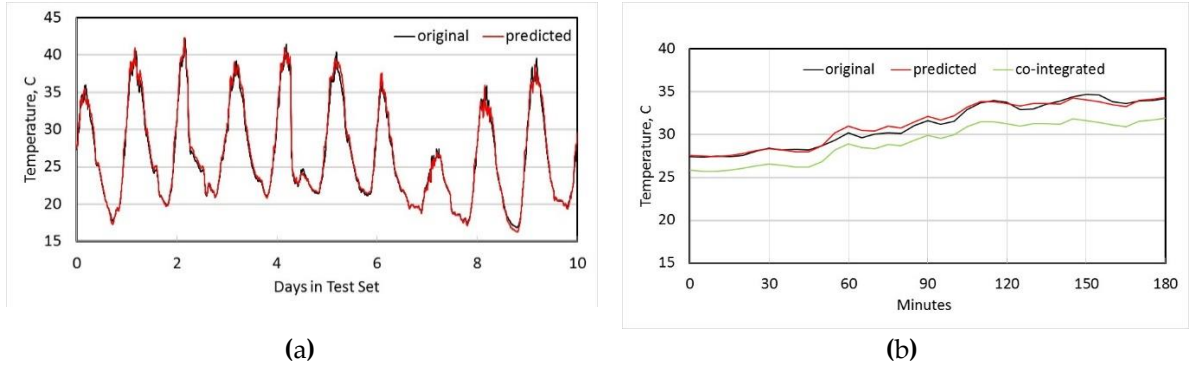 45
40
35
30
25
20
15
Temperature, C
original predicted
0 2 4 6 8 10
Days in Test Set
(a)
40
35
30
25
20
15
Temperature, C
original predicted co-integrated
0 30 60 90 120 150 180
Minutes
(b)